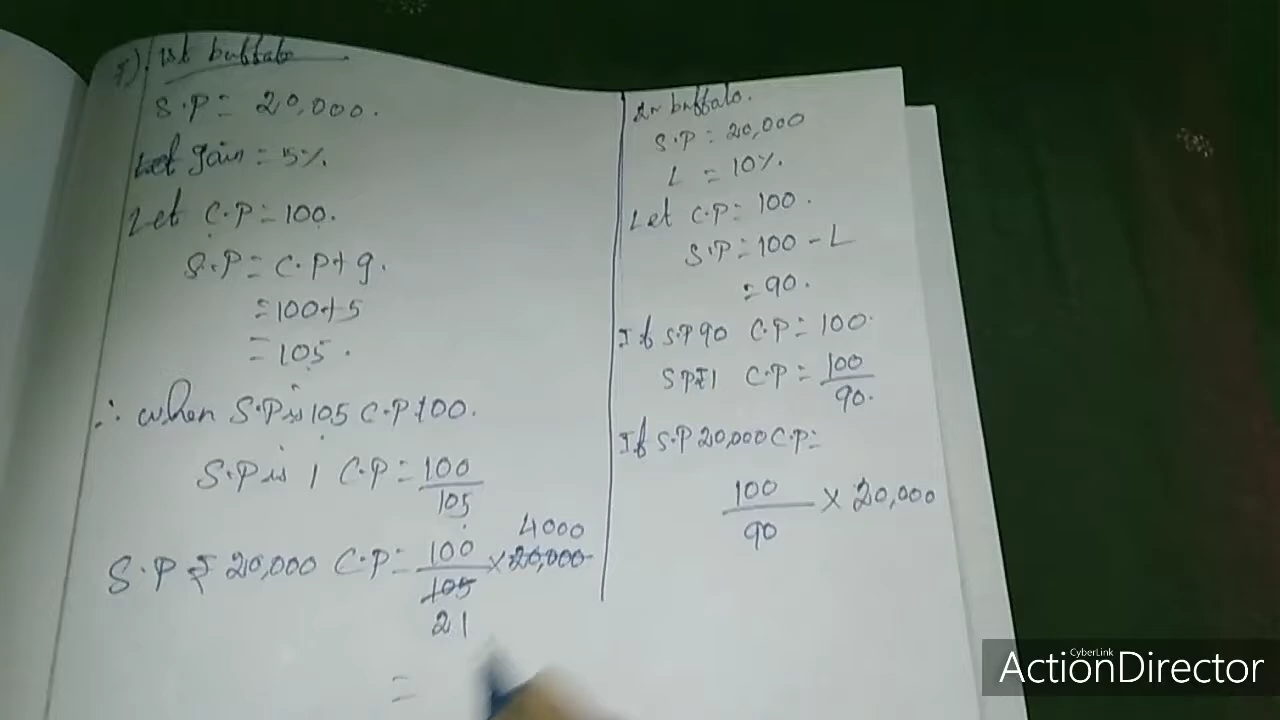 7) 1st buffalo
S.P = 20,000.
Let gain = 5%.
Let C.P = 100.
S.P = C.P + g.
= 100 + 5
= 105.
∴ when S.P is 105 C.P 100.
S.P is 1 C.P = 100/105
4000
S.P ₹ 20,000 C.P = 100/105 × 20,000
21
=
2n buffalo.
S.P = 20,000
L = 10%.
Let C.P = 100.
S.P = 100 - L
= 90.
If S.P 90 C.P = 100.
S.P ₹1 C.P = 100/90.
If S.P 20,000 C.P =
100/90 × 20,000
CyberLink
ActionDirector